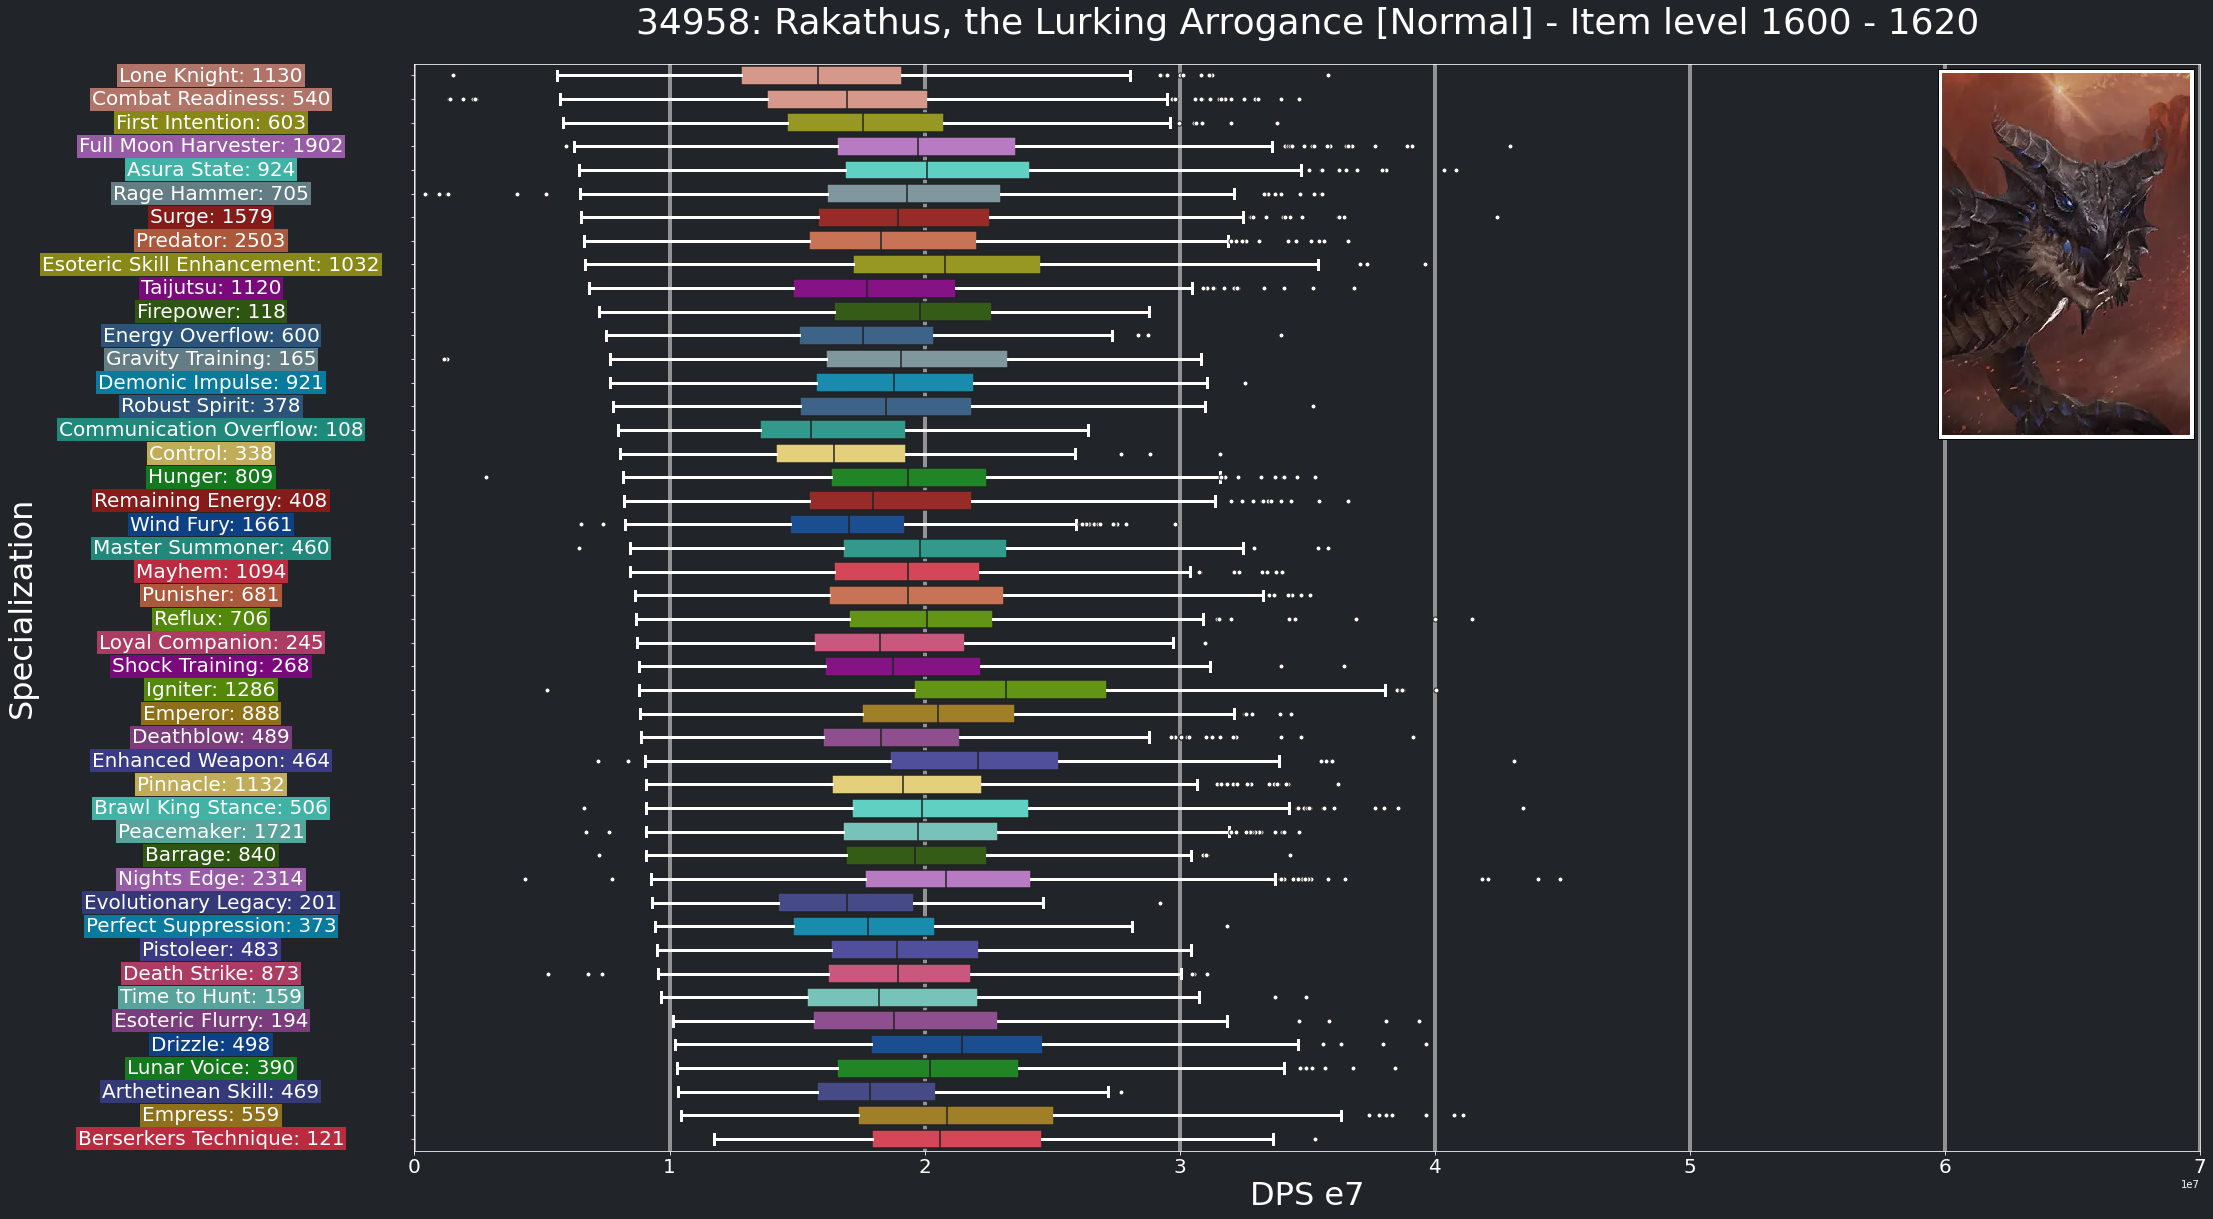 34958: Rakathus, the Lurking Arrogance [Normal] - Item level 1600 - 1620
Specialization
Lone Knight: 1130
Combat Readiness: 540
First Intention: 603
Full Moon Harvester: 1902
Asura State: 924
Rage Hammer: 705
Surge: 1579
Predator: 2503
Esoteric Skill Enhancement: 1032
Taijutsu: 1120
Firepower: 118
Energy Overflow: 600
Gravity Training: 165
Demonic Impulse: 921
Robust Spirit: 378
Communication Overflow: 108
Control: 338
Hunger: 809
Remaining Energy: 408
Wind Fury: 1661
Master Summoner: 460
Mayhem: 1094
Punisher: 681
Reflux: 706
Loyal Companion: 245
Shock Training: 268
Igniter: 1286
Emperor: 888
Deathblow: 489
Enhanced Weapon: 464
Pinnacle: 1132
Brawl King Stance: 506
Peacemaker: 1721
Barrage: 840
Nights Edge: 2314
Evolutionary Legacy: 201
Perfect Suppression: 373
Pistoleer: 483
Death Strike: 873
Time to Hunt: 159
Esoteric Flurry: 194
Drizzle: 498
Lunar Voice: 390
Arthetinean Skill: 469
Empress: 559
Berserkers Technique: 121
0 1 2 3 4 5 6 7
DPS e7
1e7